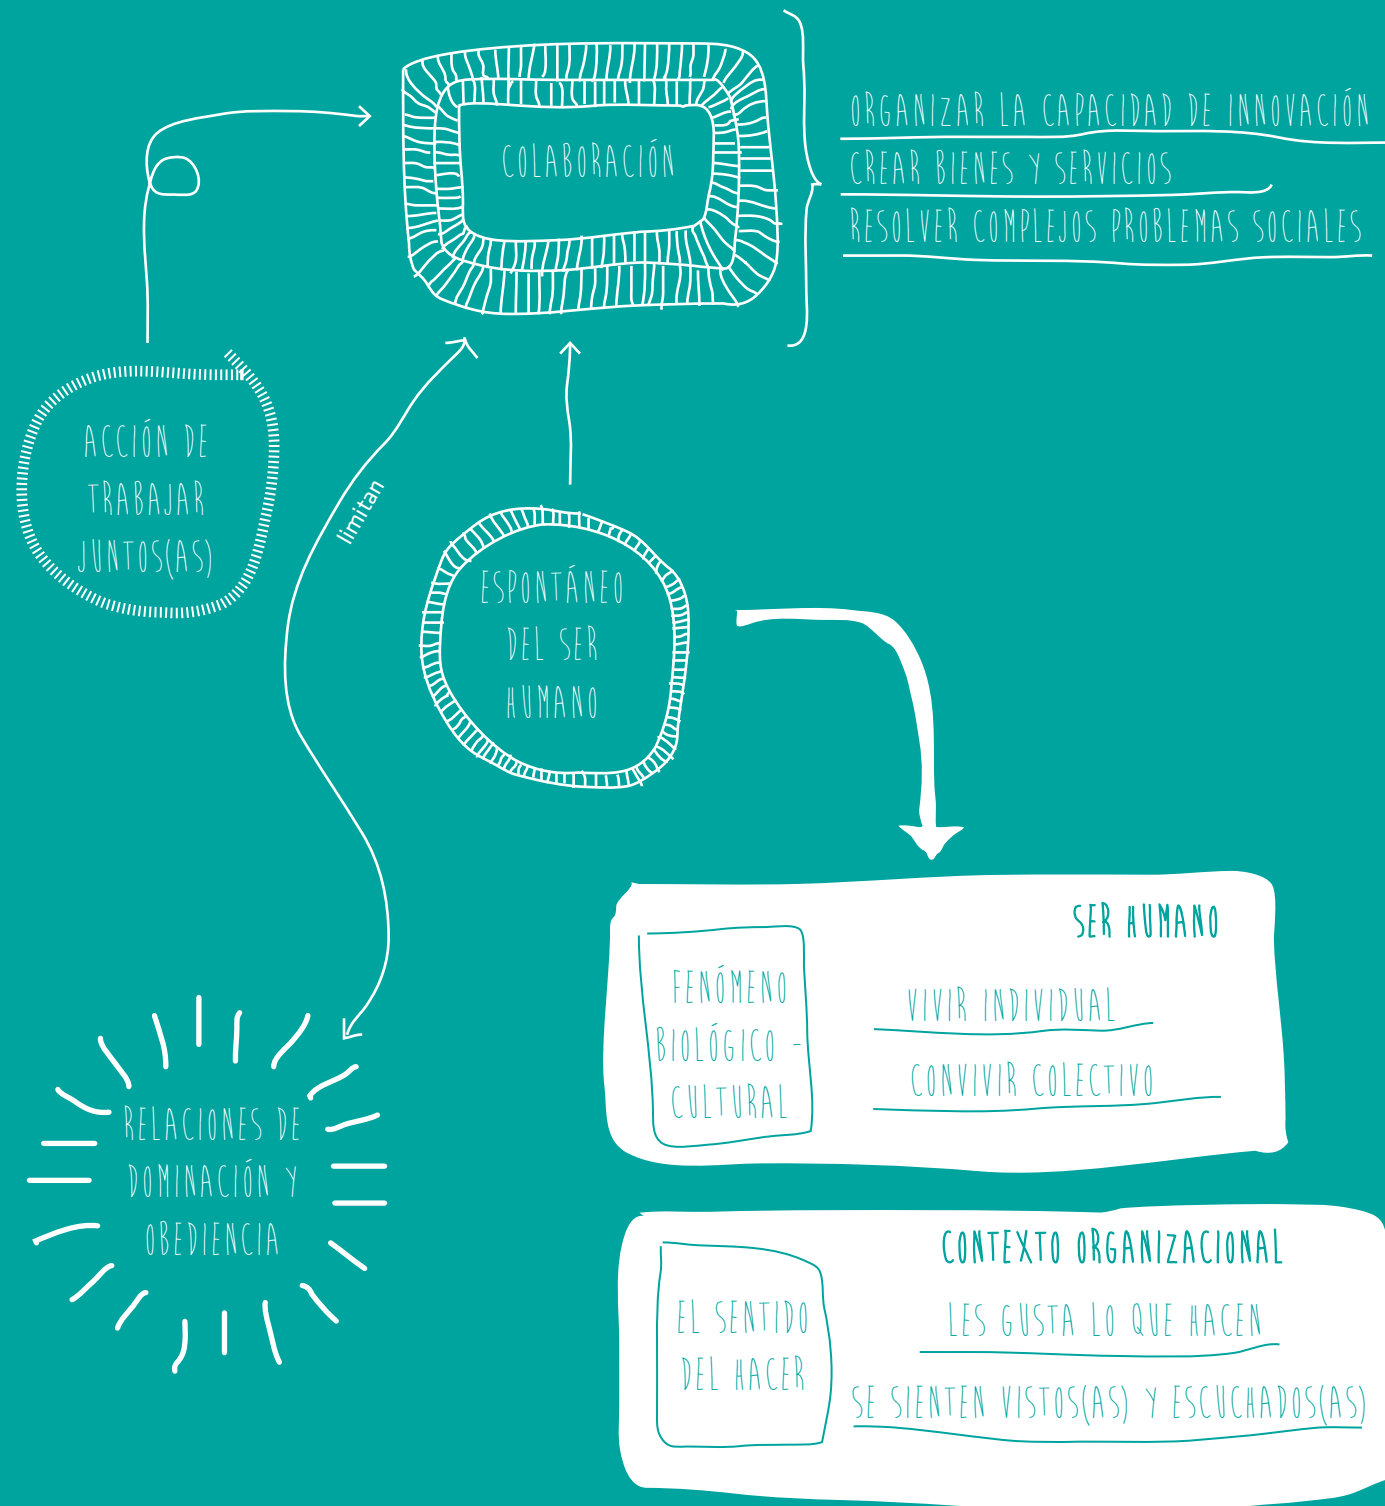 COLABORACIÓN
ORGANIZAR LA CAPACIDAD DE INNOVACIÓN
CREAR BIENES Y SERVICIOS
RESOLVER COMPLEJOS PROBLEMAS SOCIALES
ACCIÓN DE
TRABAJAR
JUNTOS(AS)
limitan
ESPONTÁNEO
DEL SER
HUMANO
SER HUMANO
FENÓMENO
BIOLÓGICO -
CULTURAL
VIVIR INDIVIDUAL
CONVIVIR COLECTIVO
RELACIONES DE
DOMINACIÓN Y
OBEDIENCIA
CONTEXTO ORGANIZACIONAL
EL SENTIDO
DEL HACER
LES GUSTA LO QUE HACEN
SE SIENTEN VISTOS(AS) Y ESCUCHADOS(AS)